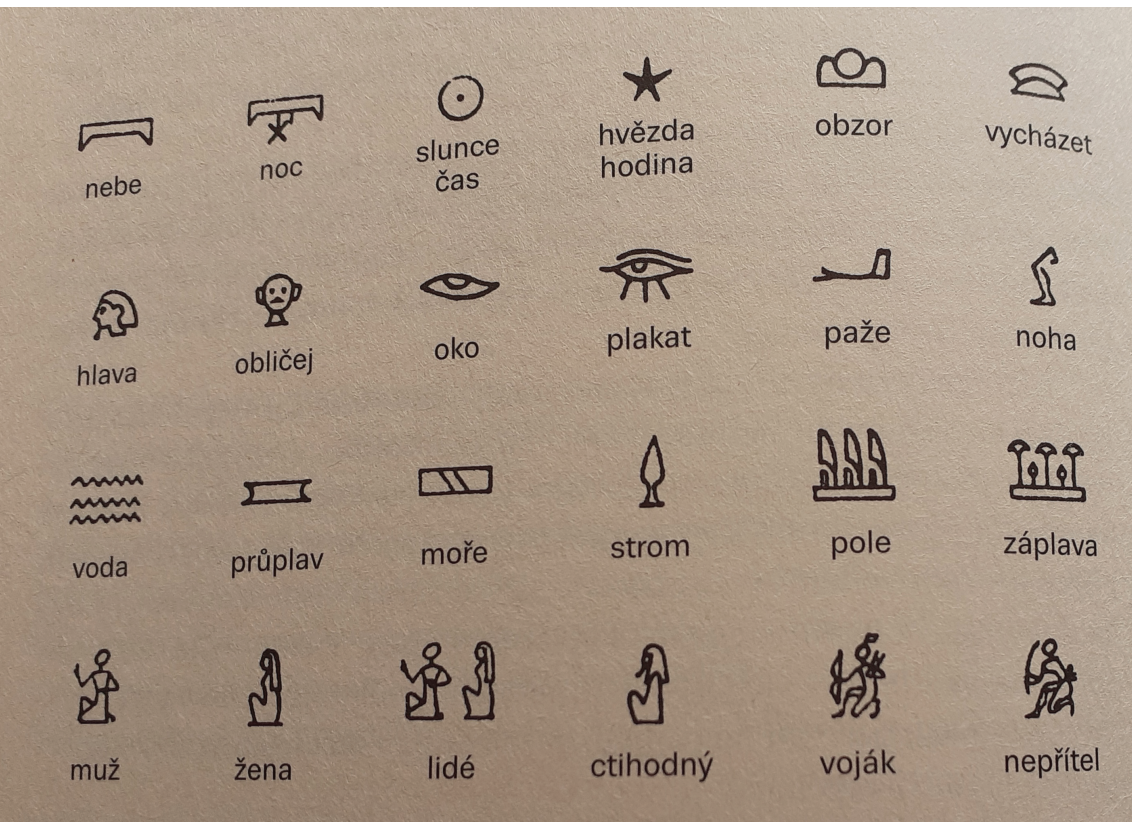 nebe
noc
slunce
čas
hvězda
hodina
obzor
vycházet
hlava
obličej
oko
plakat
paže
noha
voda
průplav
moře
strom
pole
záplava
muž
žena
lidé
ctihodný
voják
nepřítel